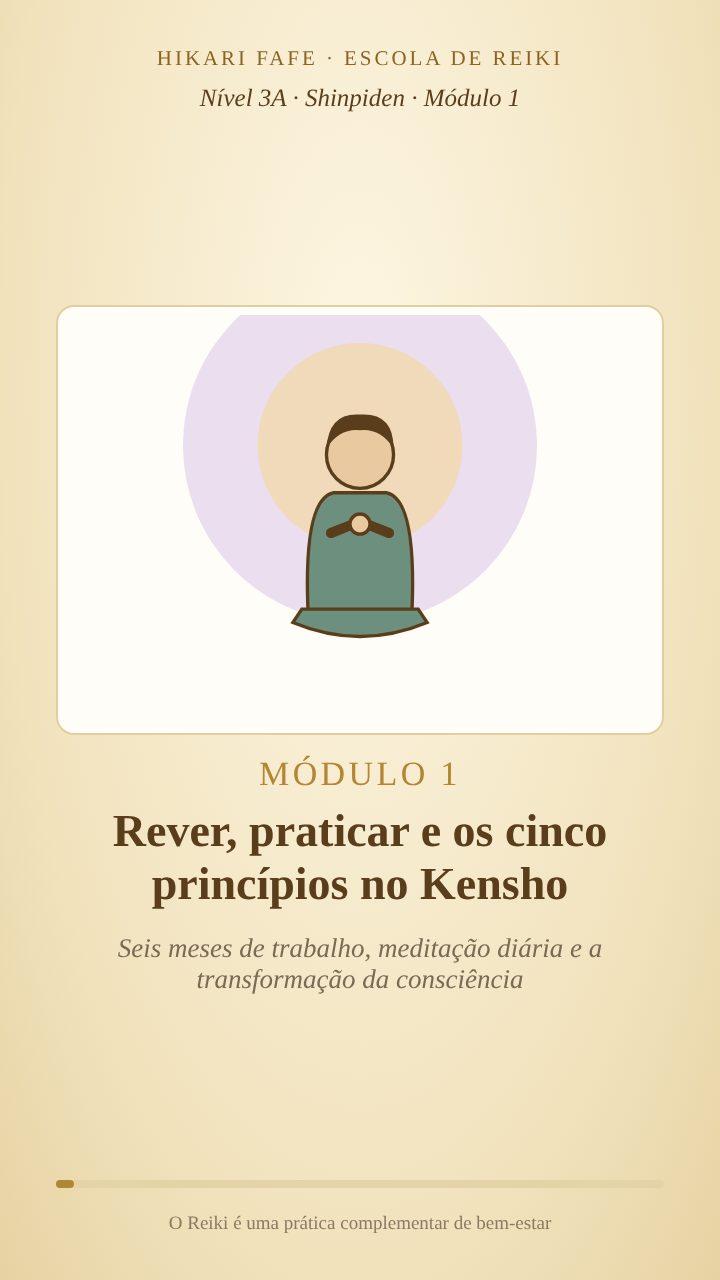 HIKARI FAFE · ESCOLA DE REIKI
Nível 3A · Shinpiden · Módulo 1
MÓDULO 1
Rever, praticar e os cinco
princípios no Kensho
Seis meses de trabalho, meditação diária e a
transformação da consciência
O Reiki é uma prática complementar de bem-estar